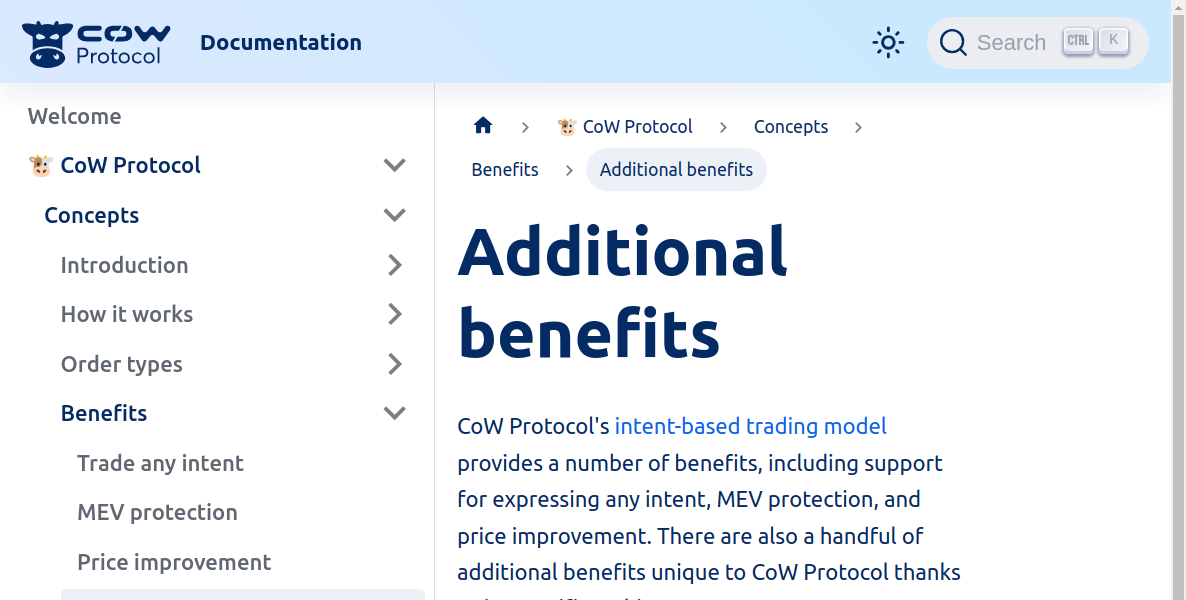 COW
Protocol
Documentation
Search
CTRL
K
Welcome
CoW Protocol
Concepts
Introduction
How it works
Order types
Benefits
Trade any intent
MEV protection
Price improvement
CoW Protocol
Concepts
Benefits
Additional benefits
Additional
benefits
CoW Protocol's intent-based trading model
provides a number of benefits, including support
for expressing any intent, MEV protection, and
price improvement. There are also a handful of
additional benefits unique to CoW Protocol thanks